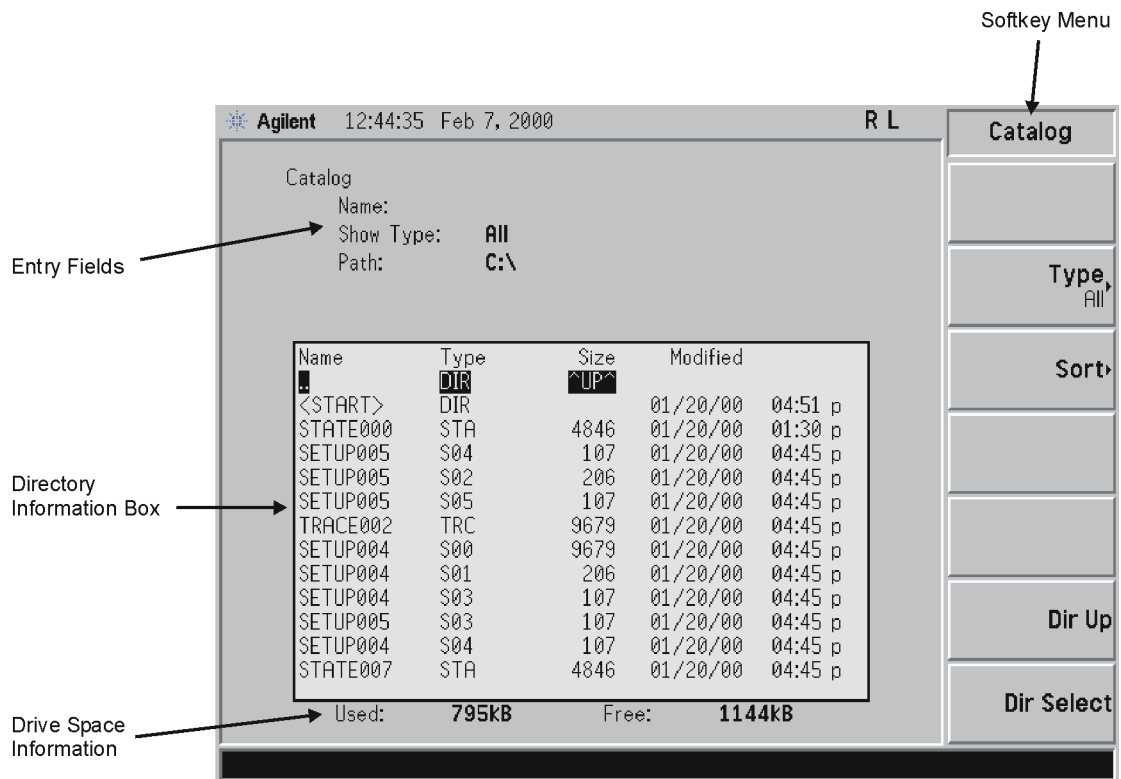 Softkey Menu
Agilent 12:44:35 Feb 7, 2000 R L
Catalog
Catalog
Name:
Show Type: All
Path: C:\
Entry Fields
Type
All
Sort
Name Type Size Modified
.. DIR ^UP^
<START> DIR 01/20/00 04:51 p
STATE000 STA 4846 01/20/00 01:30 p
SETUP005 S04 107 01/20/00 04:45 p
SETUP005 S02 206 01/20/00 04:45 p
SETUP005 S05 107 01/20/00 04:45 p
TRACE002 TRC 9679 01/20/00 04:45 p
SETUP004 S00 9679 01/20/00 04:45 p
SETUP004 S01 206 01/20/00 04:45 p
SETUP004 S03 107 01/20/00 04:45 p
SETUP005 S03 107 01/20/00 04:45 p
SETUP004 S04 107 01/20/00 04:45 p
STATE007 STA 4846 01/20/00 04:45 p
Directory
Information Box
Dir Up
Dir Select
Used: 795kB Free: 1144kB
Drive Space
Information